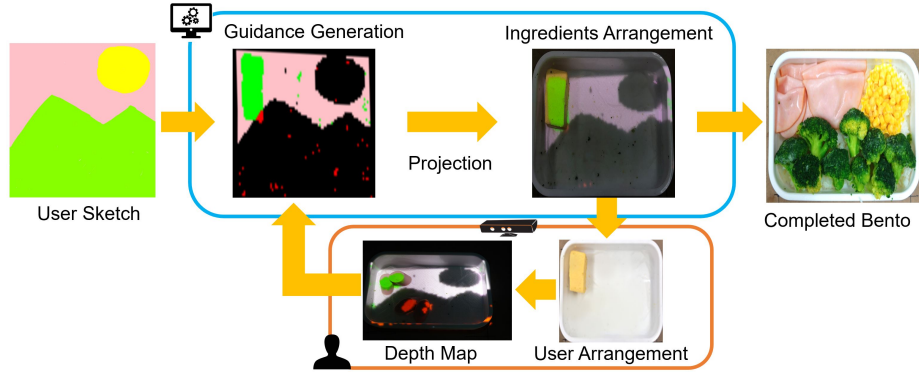 Guidance Generation
Ingredients Arrangement
Projection
User Sketch
Completed Bento
Depth Map
User Arrangement